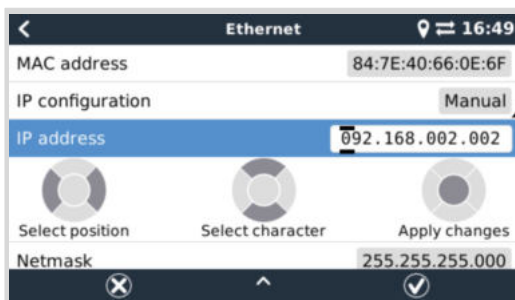 Ethernet 16:49
MAC address 84:7E:40:66:0E:6F
IP configuration Manual
IP address 092.168.002.002
Select position Select character Apply changes
Netmask 255.255.255.000